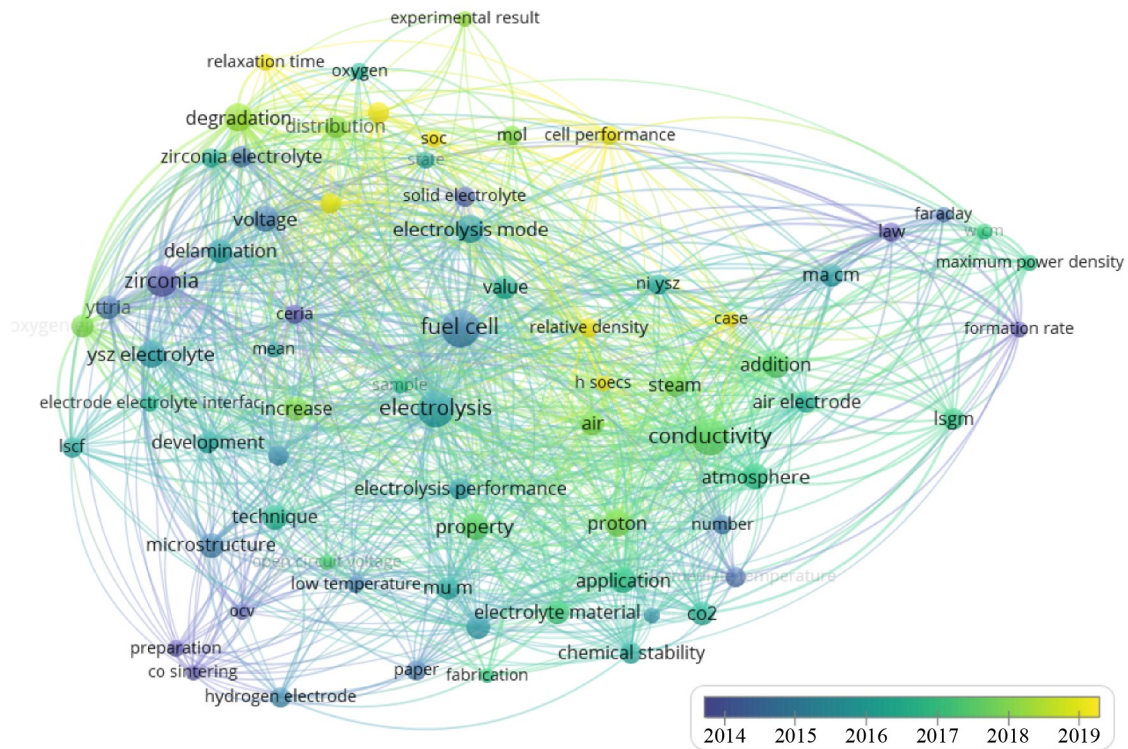 experimental result
relaxation time
oxygen
degradation
distribution
soc
mol
cell performance
zirconia electrolyte
state
solid electrolyte
voltage
electrolysis mode
faraday
law
w cm
delamination
maximum power density
zirconia
value
ni ysz
ma cm
yttria
ceria
oxygen
fuel cell
relative density
case
formation rate
ysz electrolyte
mean
addition
sample
h soecs
steam
electrode electrolyte interfac
increase
electrolysis
air electrode
air
lsgm
lscf
development
conductivity
electrolysis performance
atmosphere
technique
property
proton
number
microstructure
open circuit voltage
low temperature
mu m
application
temperature
ocv
electrolyte material
co2
preparation
co sintering
paper
fabrication
chemical stability
hydrogen electrode
2014 2015 2016 2017 2018 2019